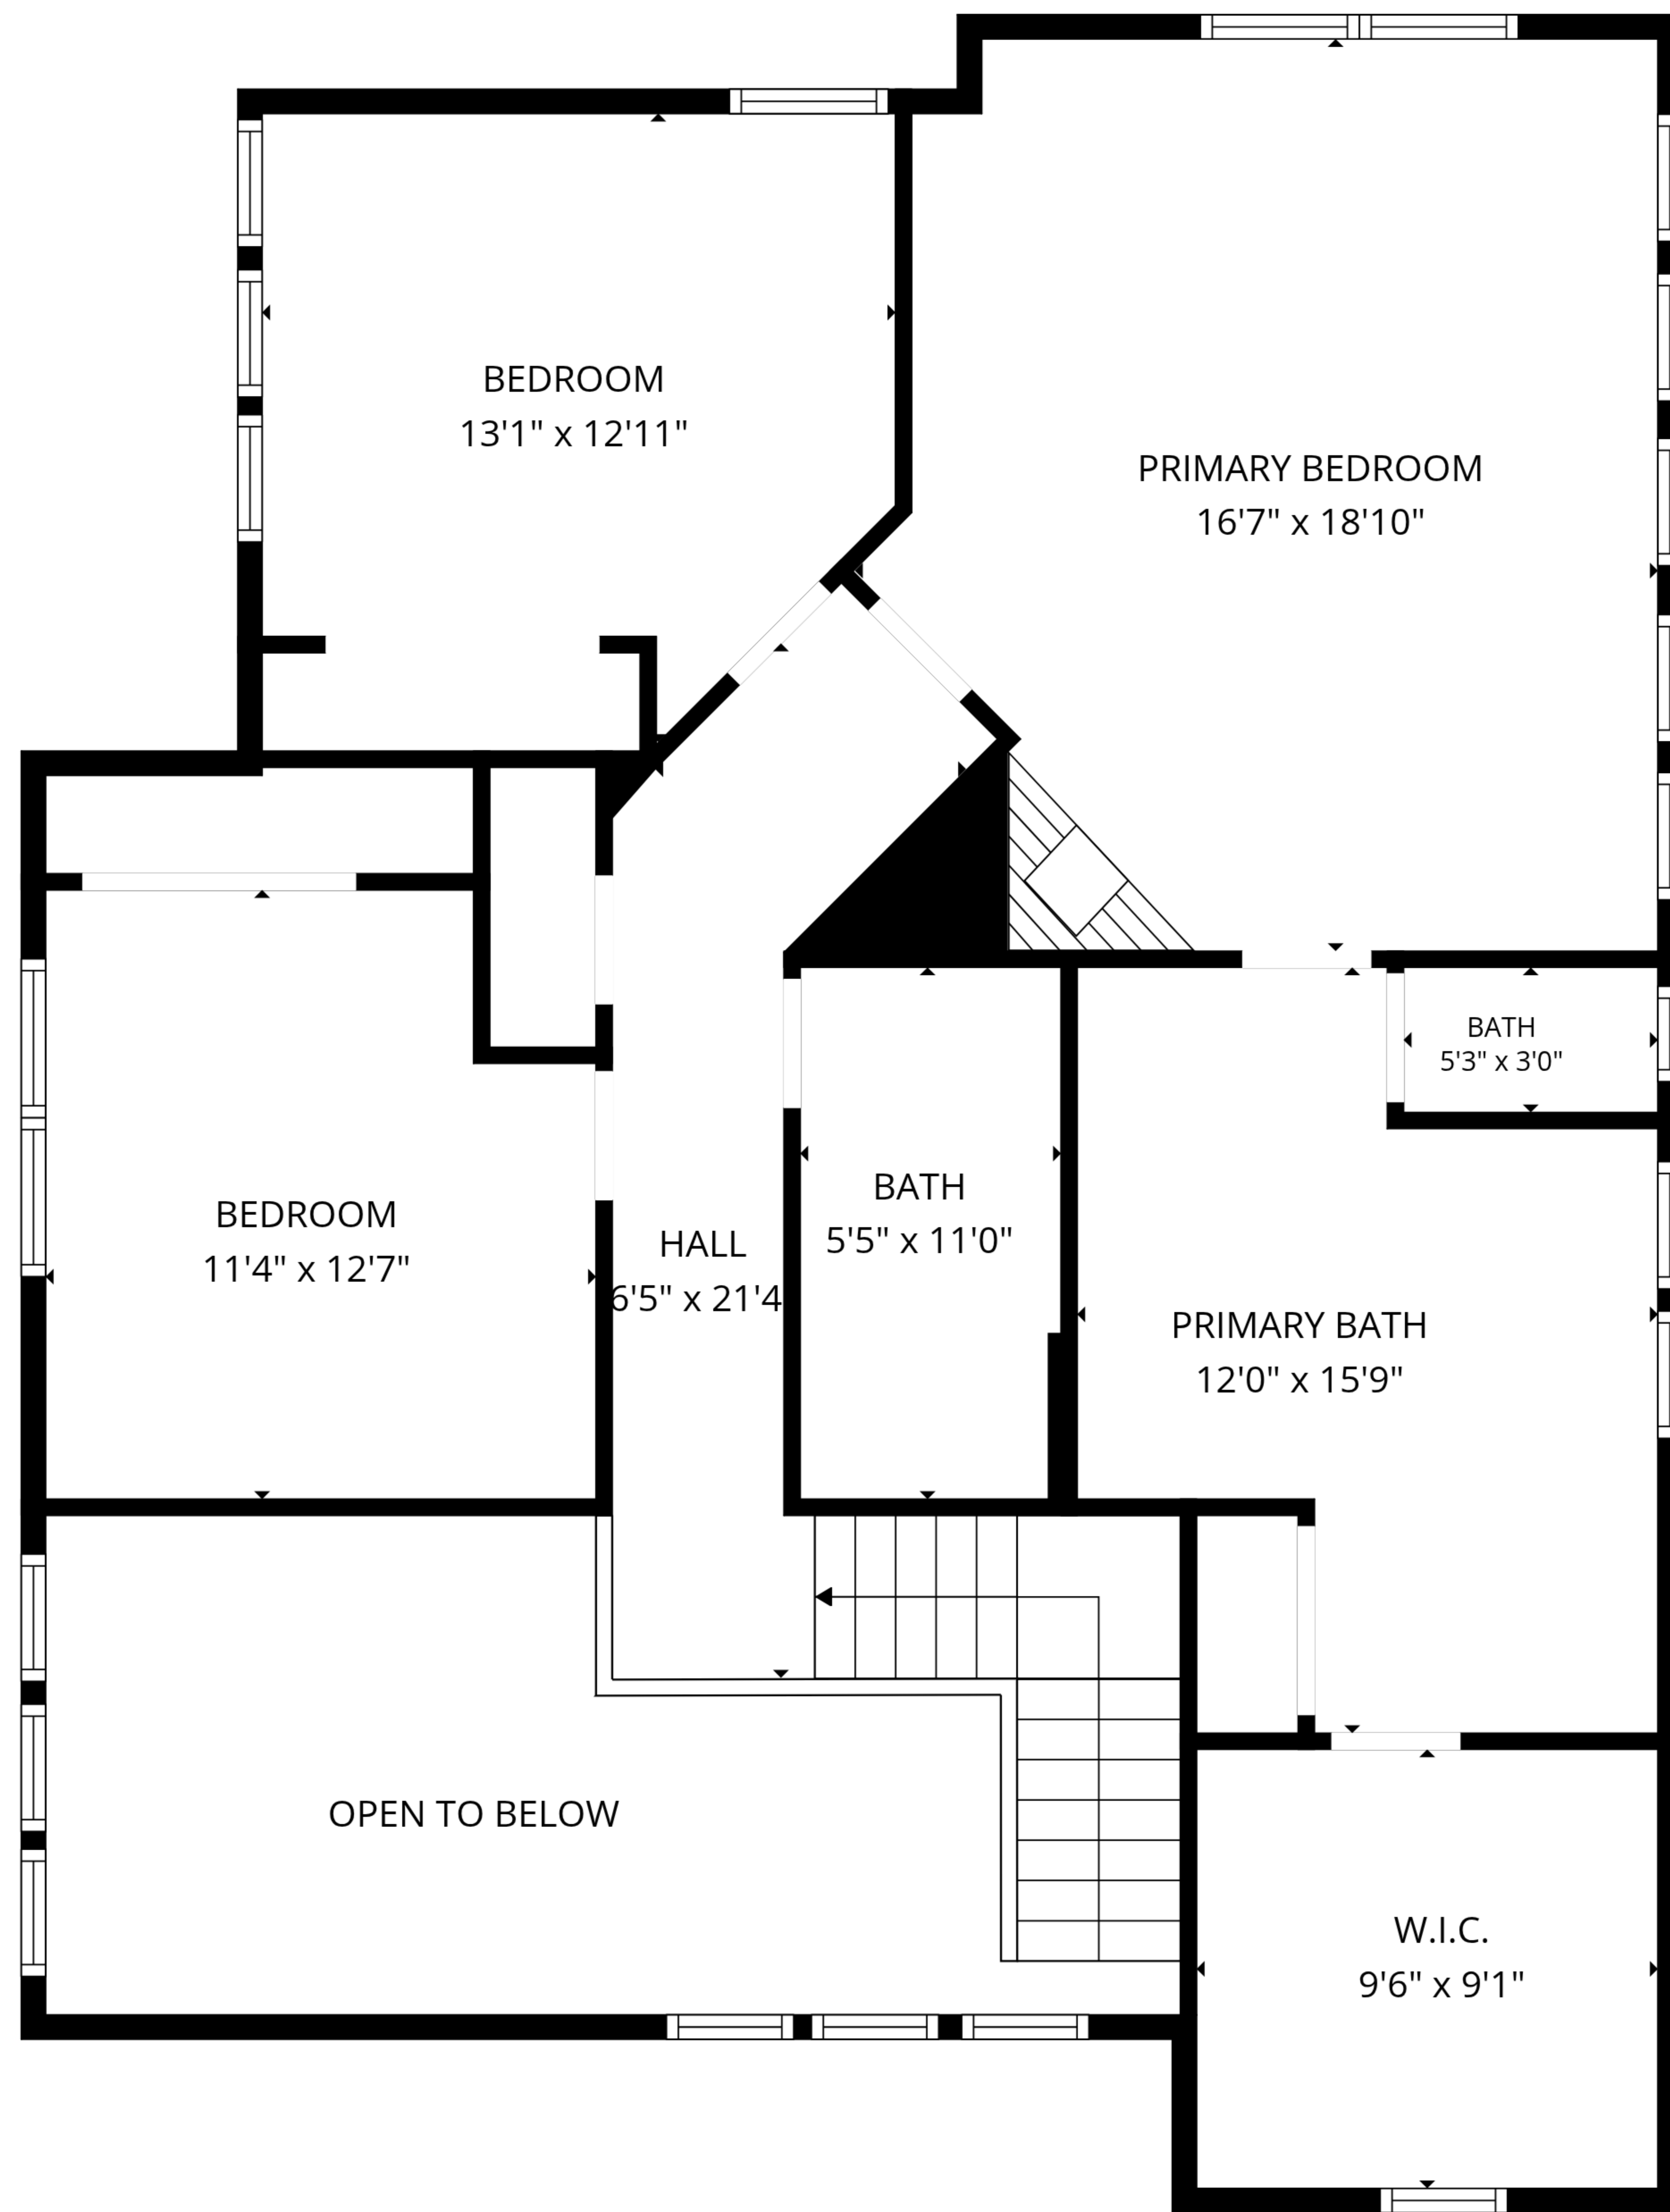 BEDROOM
13'1" x 12'11"
PRIMARY BEDROOM
16'7" x 18'10"
BATH
5'3" x 3'0"
BATH
5'5" x 11'0"
BEDROOM
11'4" x 12'7"
HALL
6'5" x 21'4
PRIMARY BATH
12'0" x 15'9"
OPEN TO BELOW
W.I.C.
9'6" x 9'1"